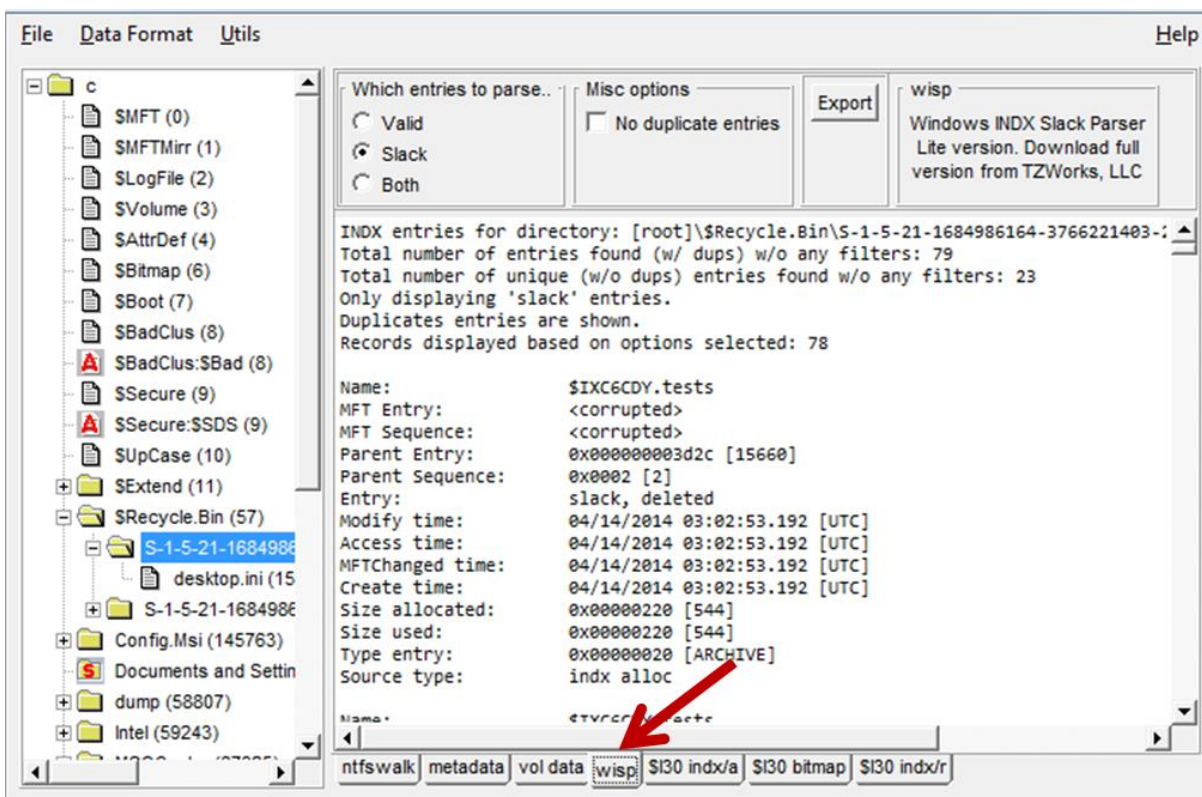 File Data Format Utils Help
c
$MFT (0)
$MFTMirr (1)
$LogFile (2)
$Volume (3)
$AttrDef (4)
$Bitmap (6)
$Boot (7)
$BadClus (8)
A $BadClus:$Bad (8)
$Secure (9)
A $Secure:$SDS (9)
$UpCase (10)
$Extend (11)
$Recycle.Bin (57)
S-1-5-21-1684986
desktop.ini (15
S-1-5-21-1684986
Config.Msi (145763)
S Documents and Settin
dump (58807)
Intel (59243)
Which entries to parse..
Valid
Slack
Both
Misc options
No duplicate entries
Export
wisp
Windows INDX Slack Parser
Lite version. Download full
version from TZWorks, LLC
INDX entries for directory: [root]\$Recycle.Bin\S-1-5-21-1684986164-3766221403-
Total number of entries found (w/ dups) w/o any filters: 79
Total number of unique (w/o dups) entries found w/o any filters: 23
Only displaying 'slack' entries.
Duplicates entries are shown.
Records displayed based on options selected: 78
Name: $IXC6CDY.tests
MFT Entry: <corrupted>
MFT Sequence: <corrupted>
Parent Entry: 0x000000003d2c [15660]
Parent Sequence: 0x0002 [2]
Entry: slack, deleted
Modify time: 04/14/2014 03:02:53.192 [UTC]
Access time: 04/14/2014 03:02:53.192 [UTC]
MFTChanged time: 04/14/2014 03:02:53.192 [UTC]
Create time: 04/14/2014 03:02:53.192 [UTC]
Size allocated: 0x00000220 [544]
Size used: 0x00000220 [544]
Type entry: 0x00000020 [ARCHIVE]
Source type: indx alloc
Name:
ntfswalk metadata vol data wisp $I30 indx/a $I30 bitmap $I30 indx/r